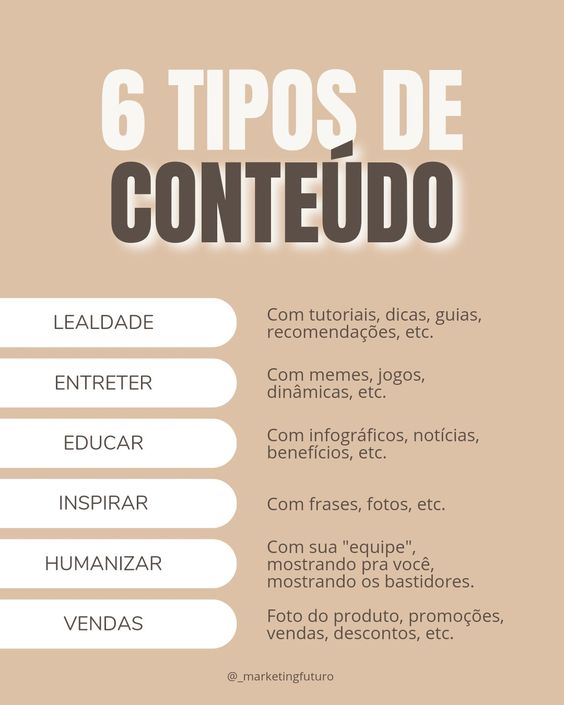 6 TIPOS DE
CONTEÚDO
LEALDADE
Com tutoriais, dicas, guias,
recomendações, etc.
ENTRETER
Com memes, jogos,
dinâmicas, etc.
EDUCAR
Com infográficos, notícias,
benefícios, etc.
INSPIRAR
Com frases, fotos, etc.
HUMANIZAR
Com sua "equipe",
mostrando pra você,
mostrando os bastidores.
VENDAS
Foto do produto, promoções,
vendas, descontos, etc.
@_marketingfuturo